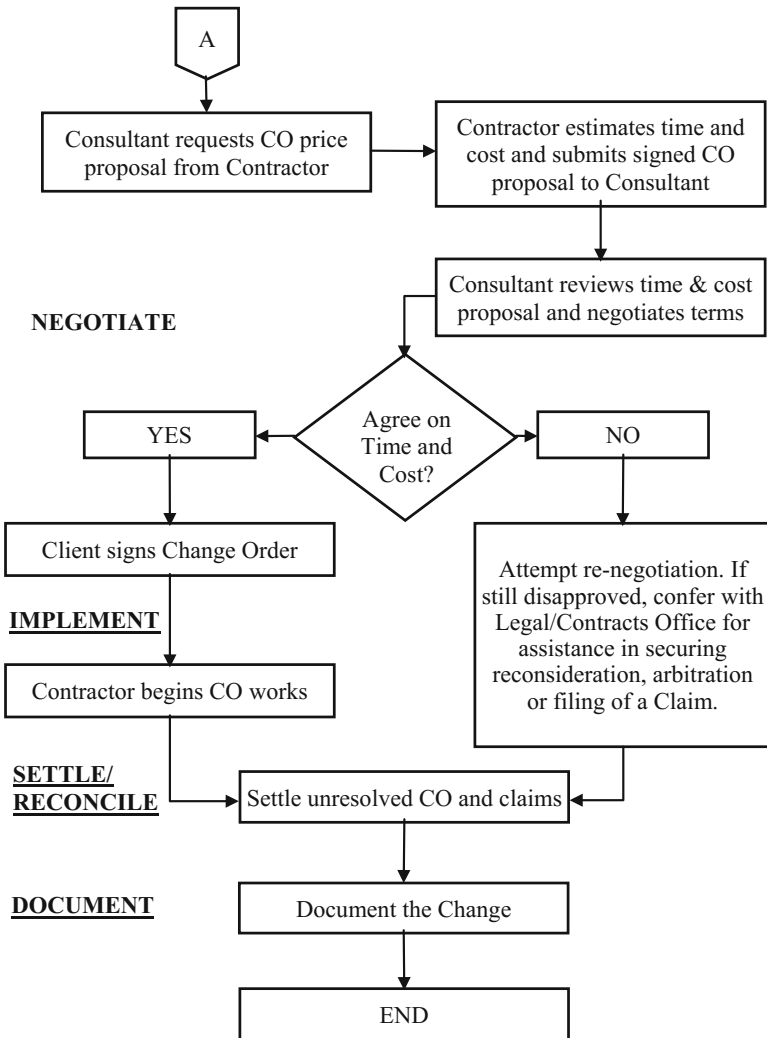 A
Consultant requests CO price
proposal from Contractor
Contractor estimates time and
cost and submits signed CO
proposal to Consultant
Consultant reviews time & cost
proposal and negotiates terms
NEGOTIATE
Agree on
Time and
Cost?
YES
NO
Client signs Change Order
Attempt re-negotiation. If
still disapproved, confer with
Legal/Contracts Office for
assistance in securing
reconsideration, arbitration
or filing of a Claim.
IMPLEMENT
Contractor begins CO works
SETTLE/
RECONCILE
Settle unresolved CO and claims
DOCUMENT
Document the Change
END